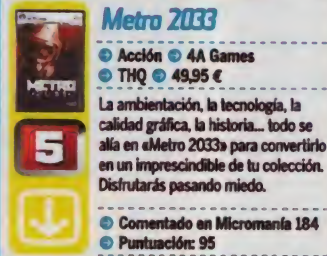 Metro 2033
Acción 4A Games
THQ 49,95 €
METRO
La ambientación, la tecnología, la
calidad gráfica, la historia... todo se
alía en «Metro 2033» para convertirlo
en un imprescindible de tu colección.
Disfrutarás pasando miedo.
5
Comentado en Micromanía 184
Puntuación: 95